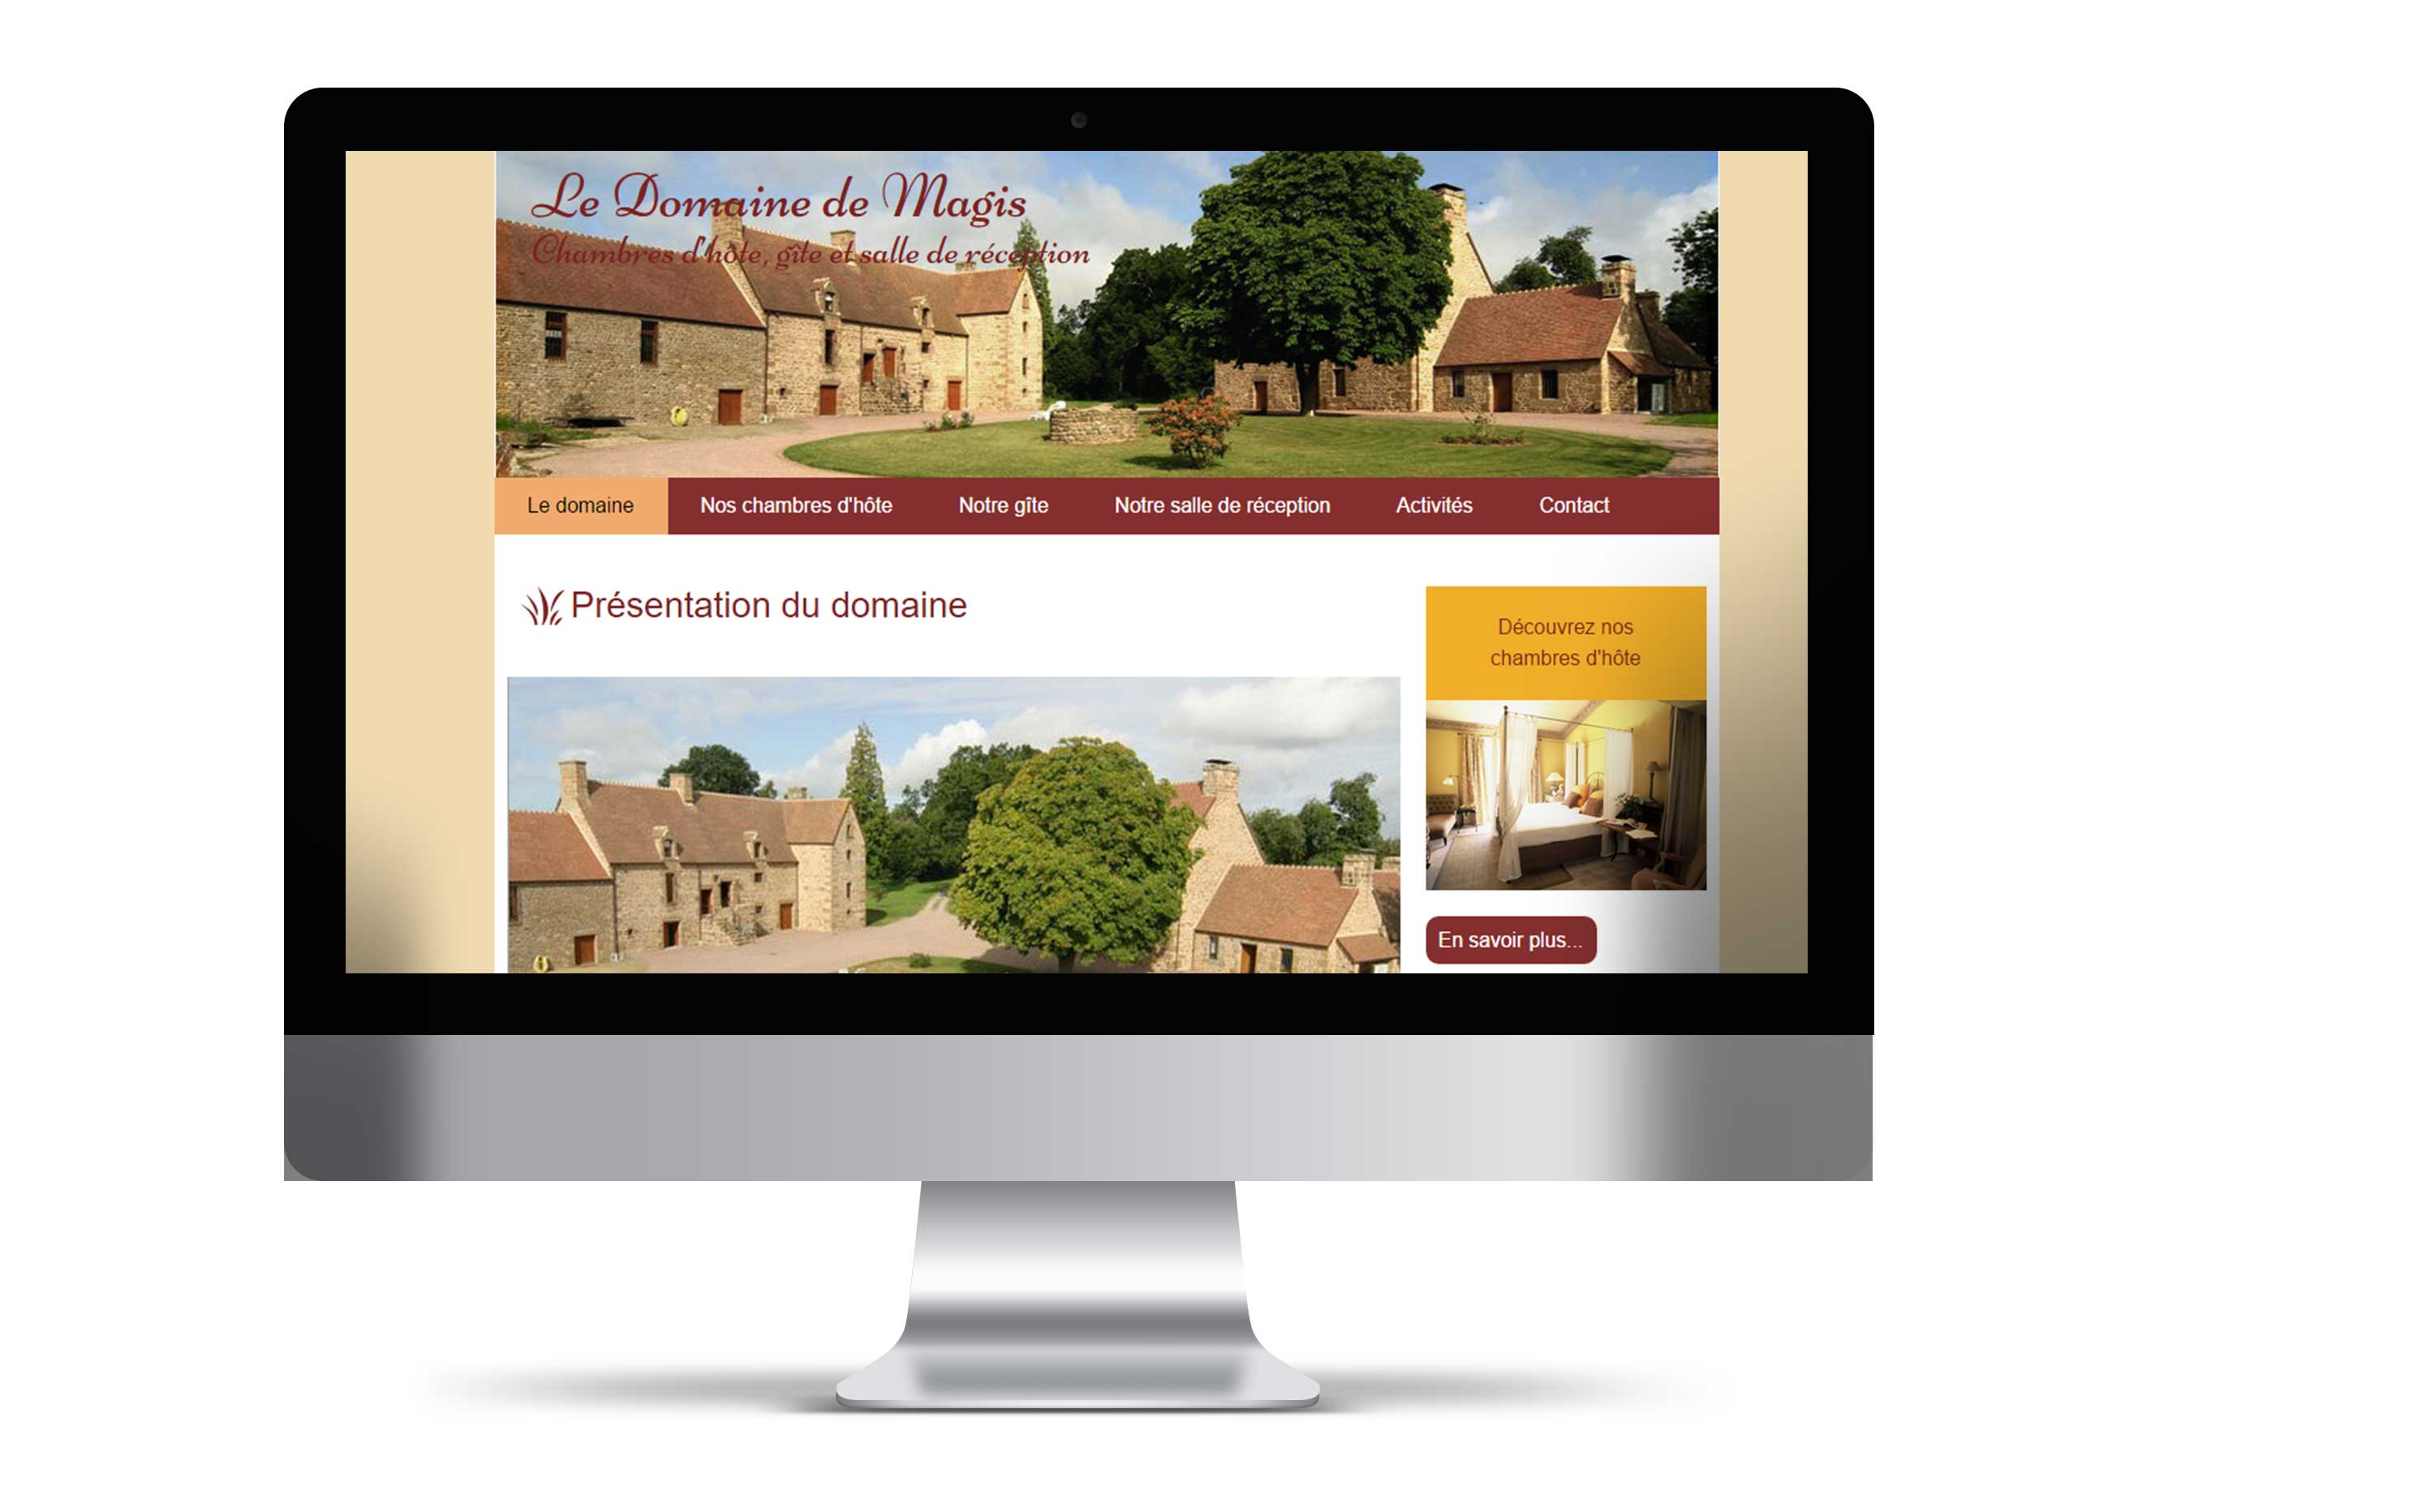 Le Domaine de Magis
Chambres d'hôte, gîte et salle de réception
Le domaine Nos chambres d'hôte Notre gîte Notre salle de réception Activités Contact
Présentation du domaine
Découvrez nos
chambres d'hôte
En savoir plus...